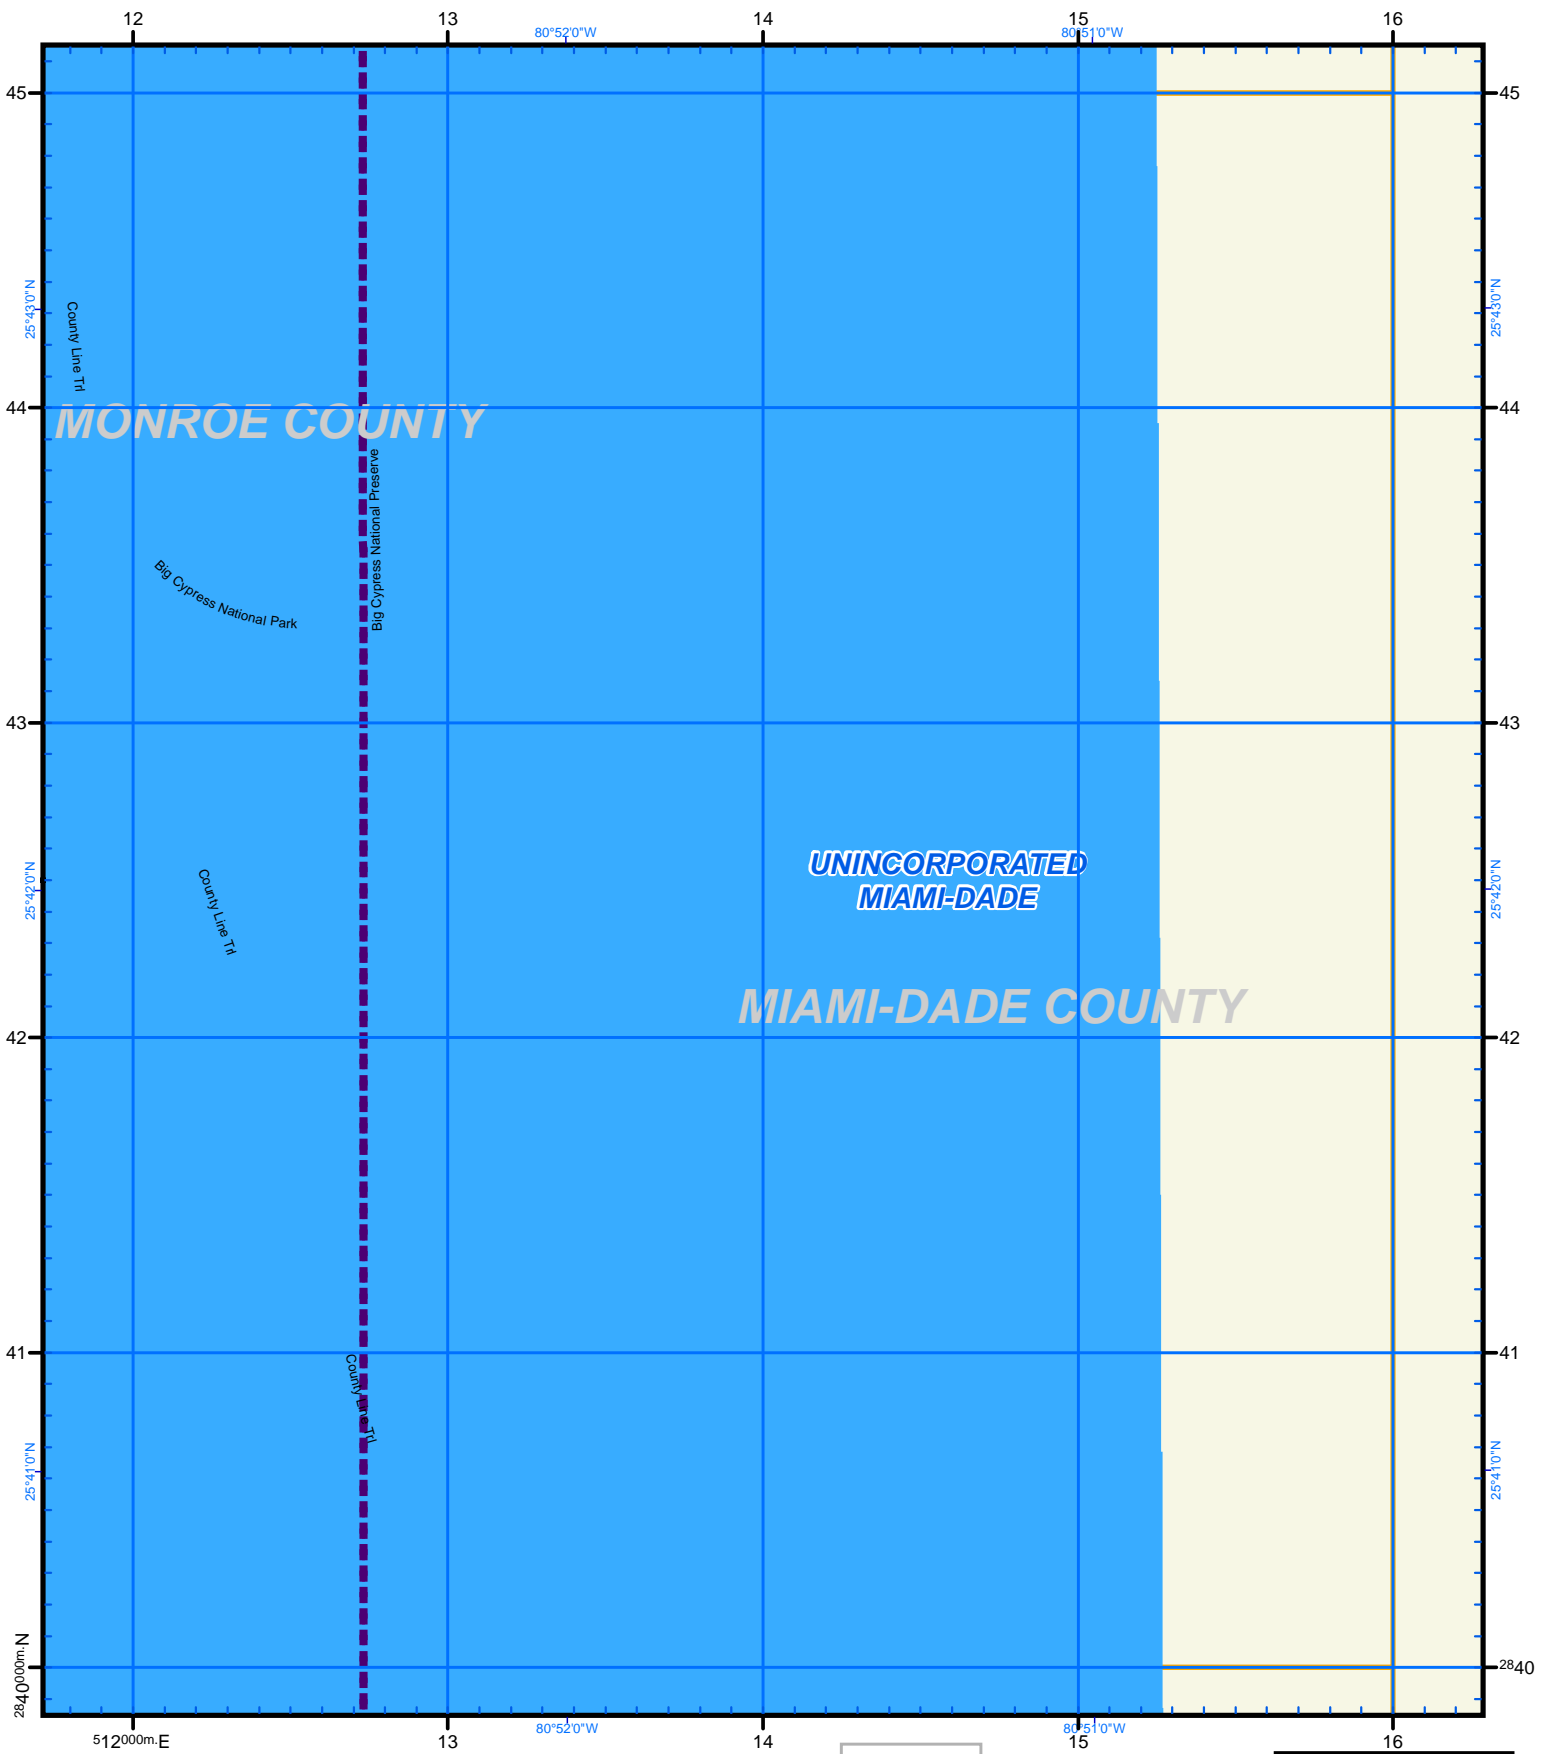 12 13 14 15 16
80°52'0"W 80°51'0"W
45 45
25°43'0"N 25°43'0"N
County Line Trl
44 44
MONROE COUNTY
Big Cypress National Preserve
Big Cypress National Park
43 43
UNINCORPORATED
MIAMI-DADE
25°42'0"N 25°42'0"N
County Line Trl
MIAMI-DADE COUNTY
42 42
41 41
County Line Trl
25°41'0"N 25°41'0"N
2840000m.N 2840
80°52'0"W 80°51'0"W
512000m.E 13 14 15 16